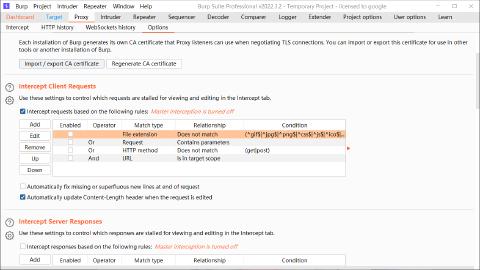 Burp Project Intruder Repeater Window Help Burp Suite Professional v2022.3.2 - Temporary Project - licensed to google
Dashboard Target Proxy Intruder Repeater Sequencer Decoder Comparer Logger Extender Project options User options Learn
Intercept HTTP history WebSockets history Options
Each installation of Burp generates its own CA certificate that Proxy listeners can use when negotiating TLS connections. You can import or export this certificate for use in other
tools or another installation of Burp.
Import / export CA certificate Regenerate CA certificate
Intercept Client Requests
Use these settings to control which requests are stalled for viewing and editing in the Intercept tab.
Intercept requests based on the following rules: Master interception is turned off
Add Enabled Operator Match type Relationship Condition
Edit File extension Does not match (^gif$|^jpg$|^png$|^css$|^js$|^ico$|...
Remove Or Request Contains parameters
Or HTTP method Does not match (get|post)
Up And URL Is in target scope
Down
Automatically fix missing or superfluous new lines at end of request
Automatically update Content-Length header when the request is edited
Intercept Server Responses
Use these settings to control which responses are stalled for viewing and editing in the Intercept tab.
Intercept responses based on the following rules: Master interception is turned off
Add Enabled Operator Match type Relationship Condition